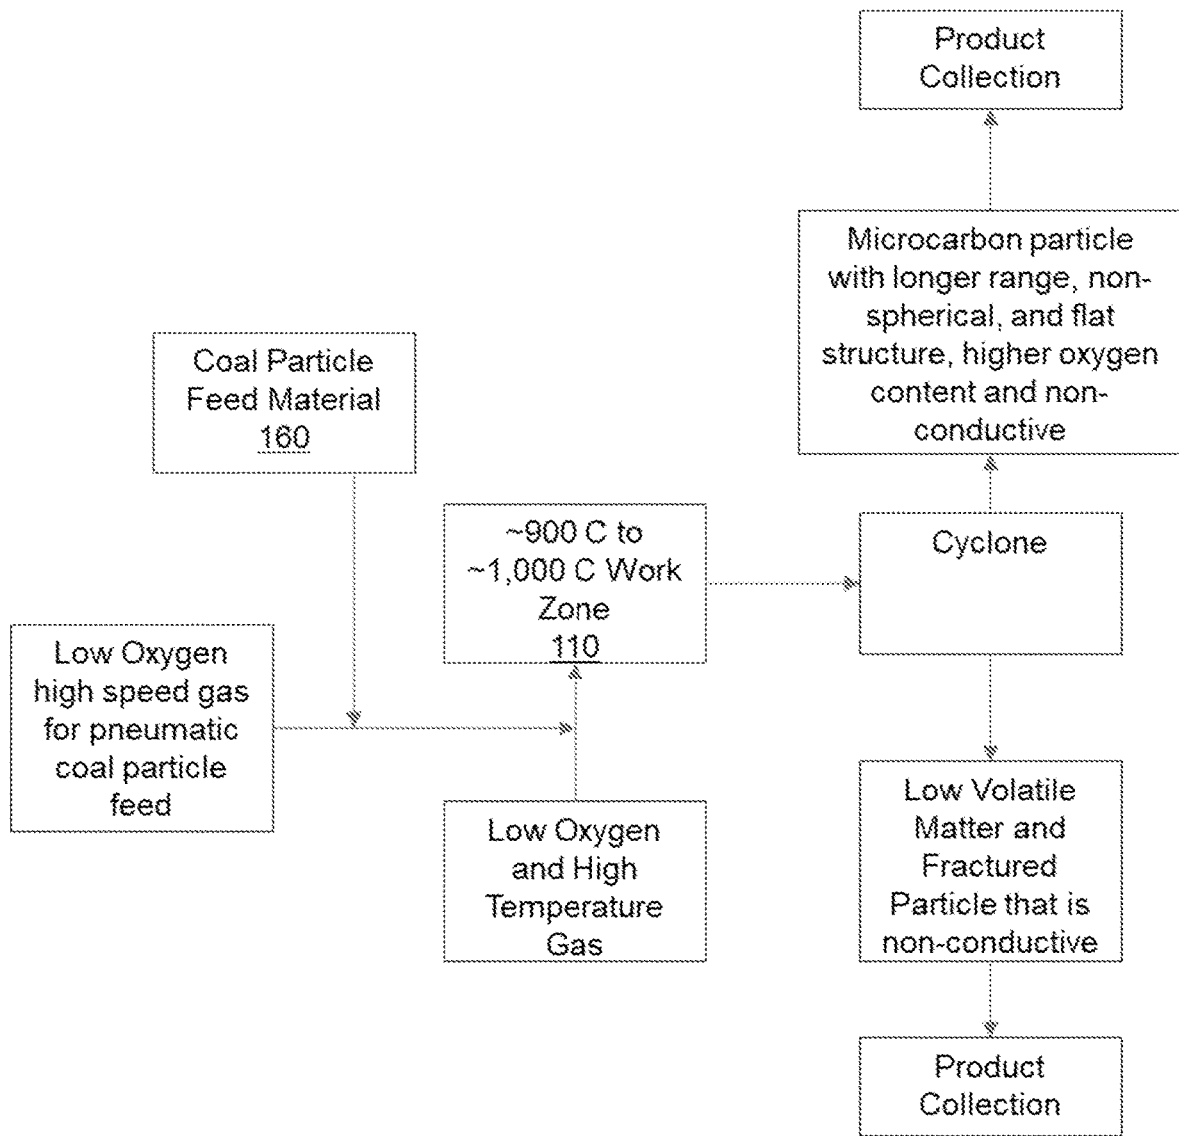 Product
Collection
Microcarbon particle
with longer range, non-
spherical, and flat
structure, higher oxygen
content and non-
conductive
Coal Particle
Feed Material
160
~900 C to
~1,000 C Work
Zone
110
Cyclone
Low Oxygen
high speed gas
for pneumatic
coal particle
feed
Low Oxygen
and High
Temperature
Gas
Low Volatile
Matter and
Fractured
Particle that is
non-conductive
Product
Collection